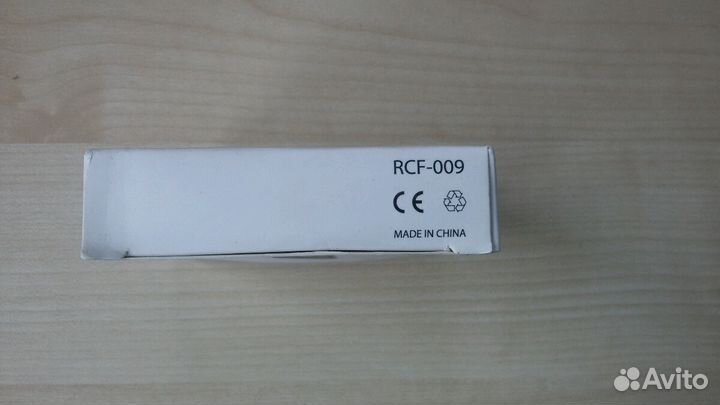 RCF-009
CE
MADE IN CHINA
Avito